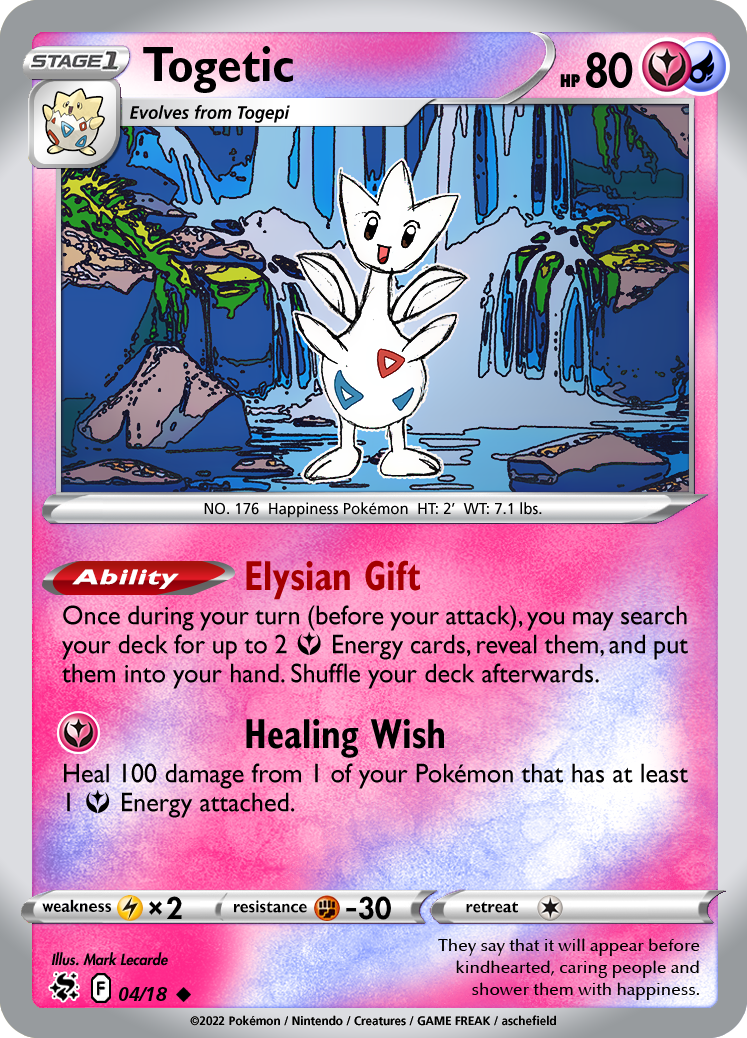 STAGE1
Togetic
HP 80
Evolves from Togepi
NO. 176 Happiness Pokémon HT: 2' WT: 7.1 lbs.
Ability Elysian Gift
Once during your turn (before your attack), you may search
your deck for up to 2 Energy cards, reveal them, and put
them into your hand. Shuffle your deck afterwards.
Healing Wish
Heal 100 damage from 1 of your Pokémon that has at least
1 Energy attached.
weakness ×2 resistance -30 retreat
Illus. Mark Lecarde
They say that it will appear before
kindhearted, caring people and
shower them with happiness.
F 04/18
©2022 Pokémon / Nintendo / Creatures / GAME FREAK / aschefield